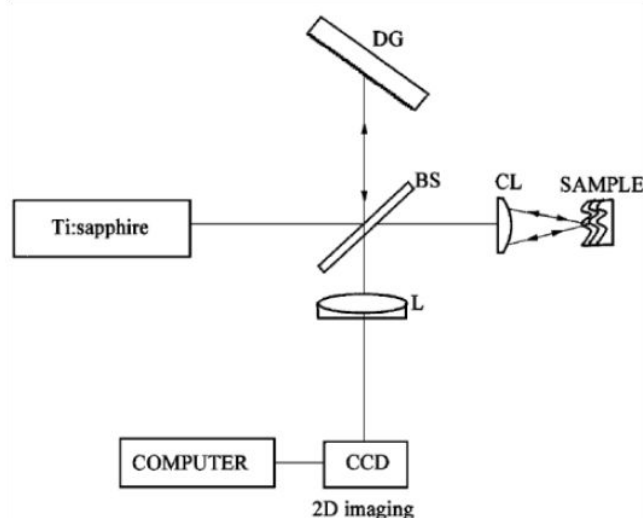 DG
BS
CL
SAMPLE
Ti:sapphire
L
COMPUTER
CCD
2D imaging